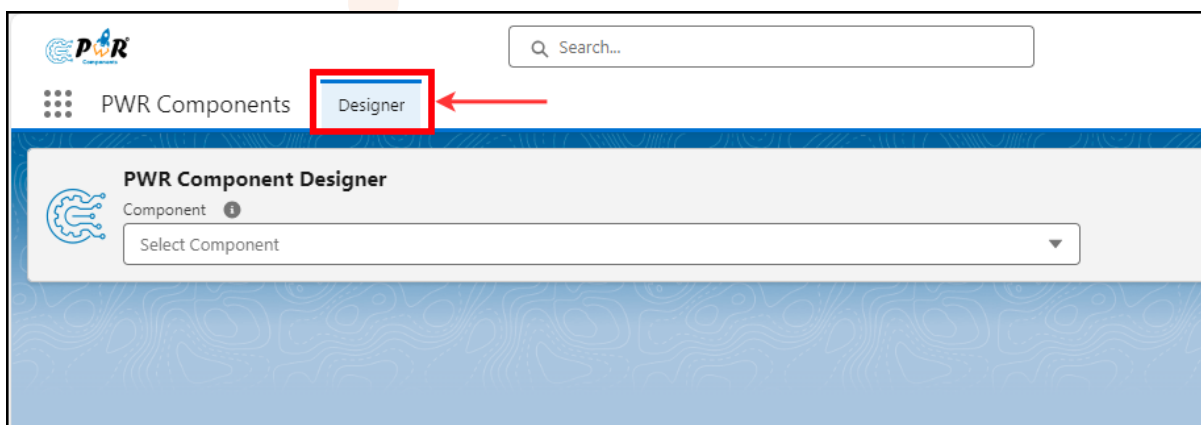 PWR
Components
Search...
PWR Components
Designer
PWR Component Designer
Component
Select Component